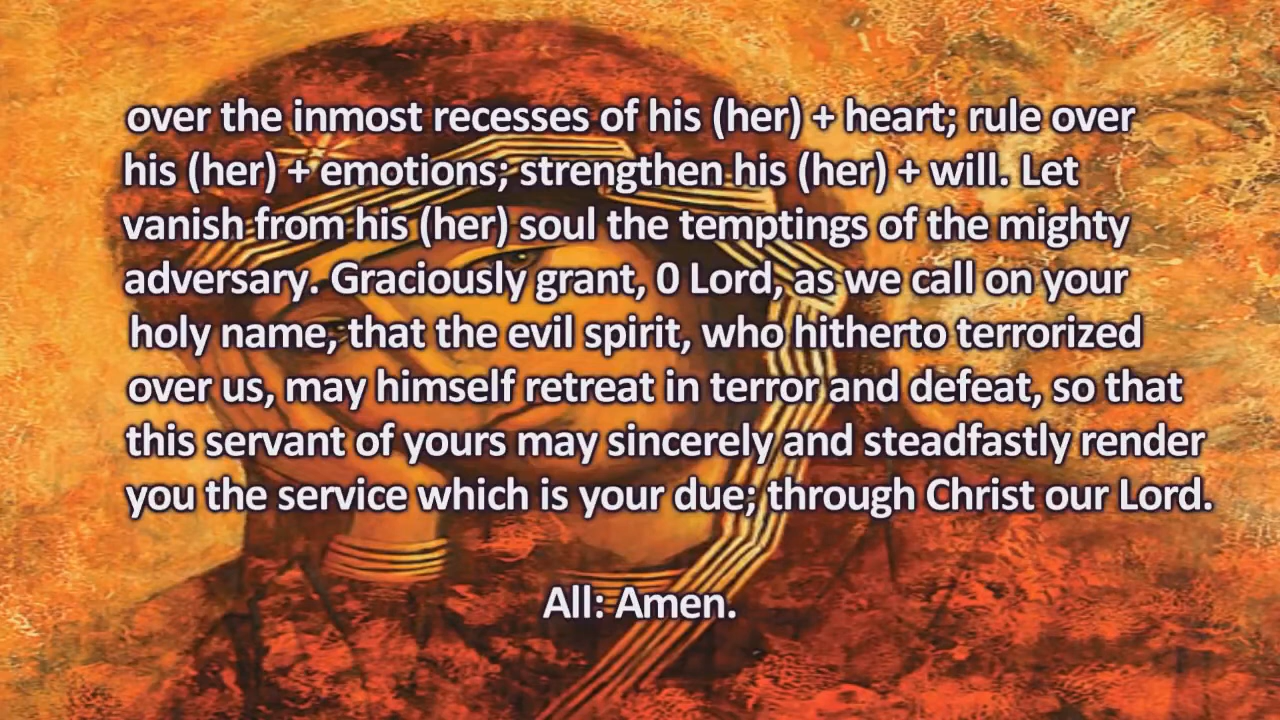 over the inmost recesses of his (her) + heart; rule over
his (her) + emotions; strengthen his (her) + will. Let
vanish from his (her) soul the temptings of the mighty
adversary. Graciously grant, 0 Lord, as we call on your
holy name, that the evil spirit, who hitherto terrorized
over us, may himself retreat in terror and defeat, so that
this servant of yours may sincerely and steadfastly render
you the service which is your due; through Christ our Lord.
All: Amen.